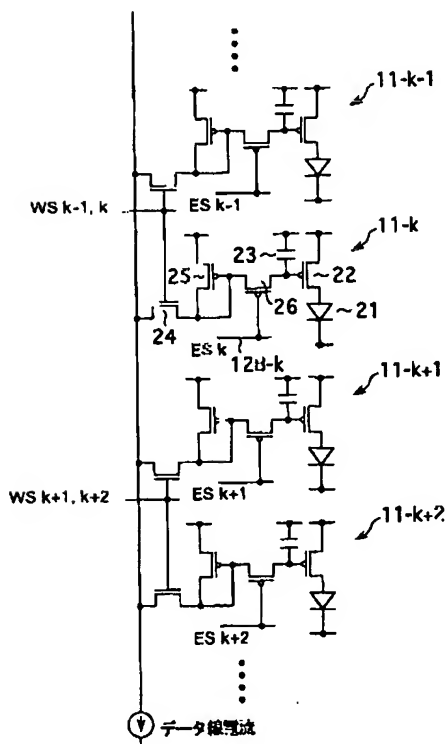 11-k-1
WS k-1, k
ES k-1
11-k
23
22
25
26
21
24
ES k
12B-k
11-k+1
ES k+1
WS k+1, k+2
11-k+2
ES k+2
データ線電流